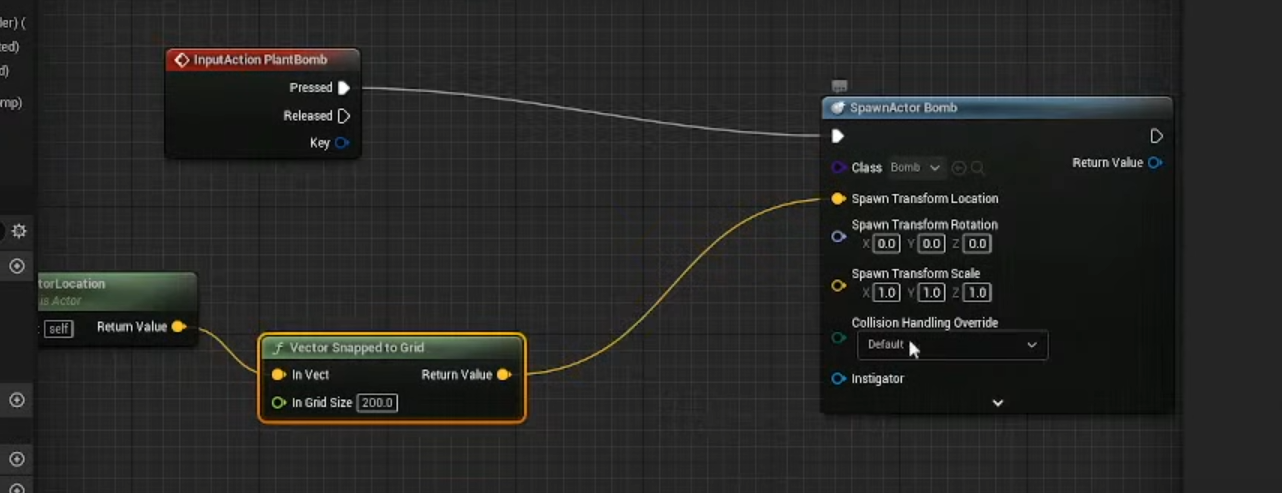 der) (
ted)
d)
mp)
InputAction PlantBomb
Pressed
Released
Key
SpawnActor Bomb
Class Bomb
Return Value
Spawn Transform Location
Spawn Transform Rotation
X 0.0 Y 0.0 Z 0.0
Spawn Transform Scale
X 1.0 Y 1.0 Z 1.0
Collision Handling Override
Default
Instigator
torLocation
is Actor
: self Return Value
f Vector Snapped to Grid
In Vect Return Value
In Grid Size 200.0